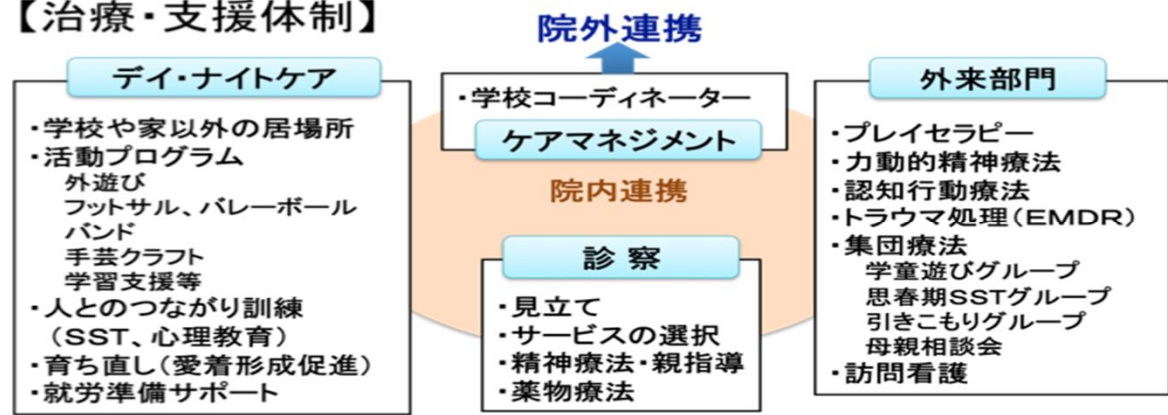 【治療・支援体制】
デイ・ナイトケア
・学校や家以外の居場所
・活動プログラム
外遊び
フットサル、バレーボール
バンド
手芸クラフト
学習支援等
・人とのつながり訓練
（SST、心理教育）
・育ち直し（愛着形成促進）
・就労準備サポート
院外連携
・学校コーディネーター
ケアマネジメント
院内連携
診察
・見立て
・サービスの選択
・精神療法・親指導
・薬物療法
外来部門
・プレイセラピー
・力動的精神療法
・認知行動療法
・トラウマ処理（EMDR）
・集団療法
学童遊びグループ
思春期SSTグループ
引きこもりグループ
母親相談会
・訪問看護